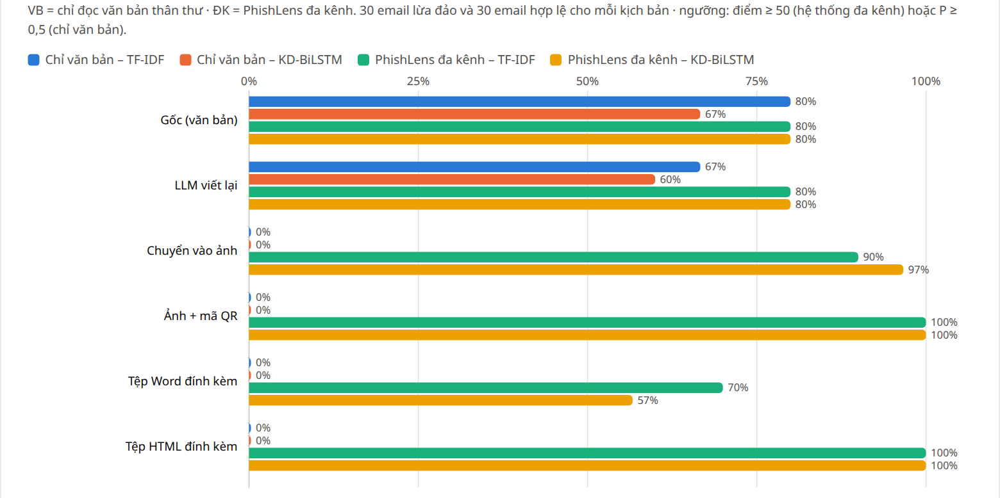 VB = chỉ đọc văn bản thân thư · ĐK = PhishLens đa kênh. 30 email lừa đảo và 30 email hợp lệ cho mỗi kịch bản · ngưỡng: điểm ≥ 50 (hệ thống đa kênh) hoặc P ≥
0,5 (chỉ văn bản).
Chỉ văn bản – TF-IDF Chỉ văn bản – KD-BiLSTM PhishLens đa kênh – TF-IDF PhishLens đa kênh – KD-BiLSTM
0% 25% 50% 75% 100%
80%
67%
Gốc (văn bản)
80%
80%
67%
60%
LLM viết lại
80%
80%
0%
0%
Chuyển vào ảnh
90%
97%
0%
0%
Ảnh + mã QR
100%
100%
0%
0%
Tệp Word đính kèm
70%
57%
0%
0%
Tệp HTML đính kèm
100%
100%